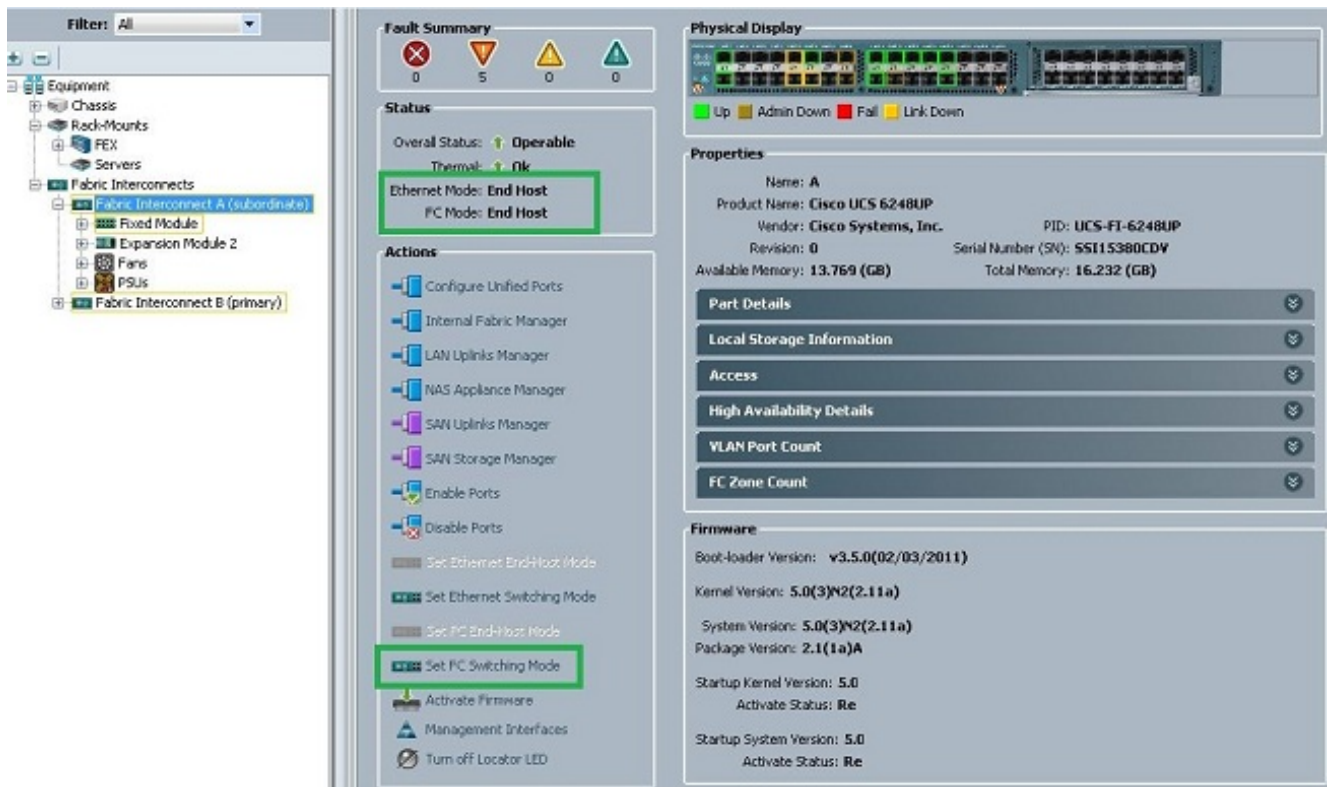 Filter: All
Equipment
Chassis
Rack-Mounts
FEX
Servers
Fabric Interconnects
Fabric Interconnect A (subordinate)
Fixed Module
Expansion Module 2
Fans
PSUs
Fabric Interconnect B (primary)
Fault Summary
0 5 0 0
Status
Overall Status: Operable
Thermal: Ok
Ethernet Mode: End Host
FC Mode: End Host
Actions
Configure Unified Ports
Internal Fabric Manager
LAN Uplinks Manager
NAS Appliance Manager
SAN Uplinks Manager
SAN Storage Manager
Enable Ports
Disable Ports
Set Ethernet End-Host Mode
Set Ethernet Switching Mode
Set FC End-Host Mode
Set FC Switching Mode
Activate Firmware
Management Interfaces
Turn off Locator LED
Physical Display
Up Admin Down Fail Link Down
Properties
Name: A
Product Name: Cisco UCS 6248UP
Vendor: Cisco Systems, Inc. PID: UCS-FI-6248UP
Revision: 0 Serial Number (SN): SSI15380CDV
Available Memory: 13.769 (GB) Total Memory: 16.232 (GB)
Part Details
Local Storage Information
Access
High Availability Details
VLAN Port Count
FC Zone Count
Firmware
Boot-loader Version: v3.5.0(02/03/2011)
Kernel Version: 5.0(3)N2(2.11a)
System Version: 5.0(3)N2(2.11a)
Package Version: 2.1(1a)A
Startup Kernel Version: 5.0
Activate Status: Re
Startup System Version: 5.0
Activate Status: Re